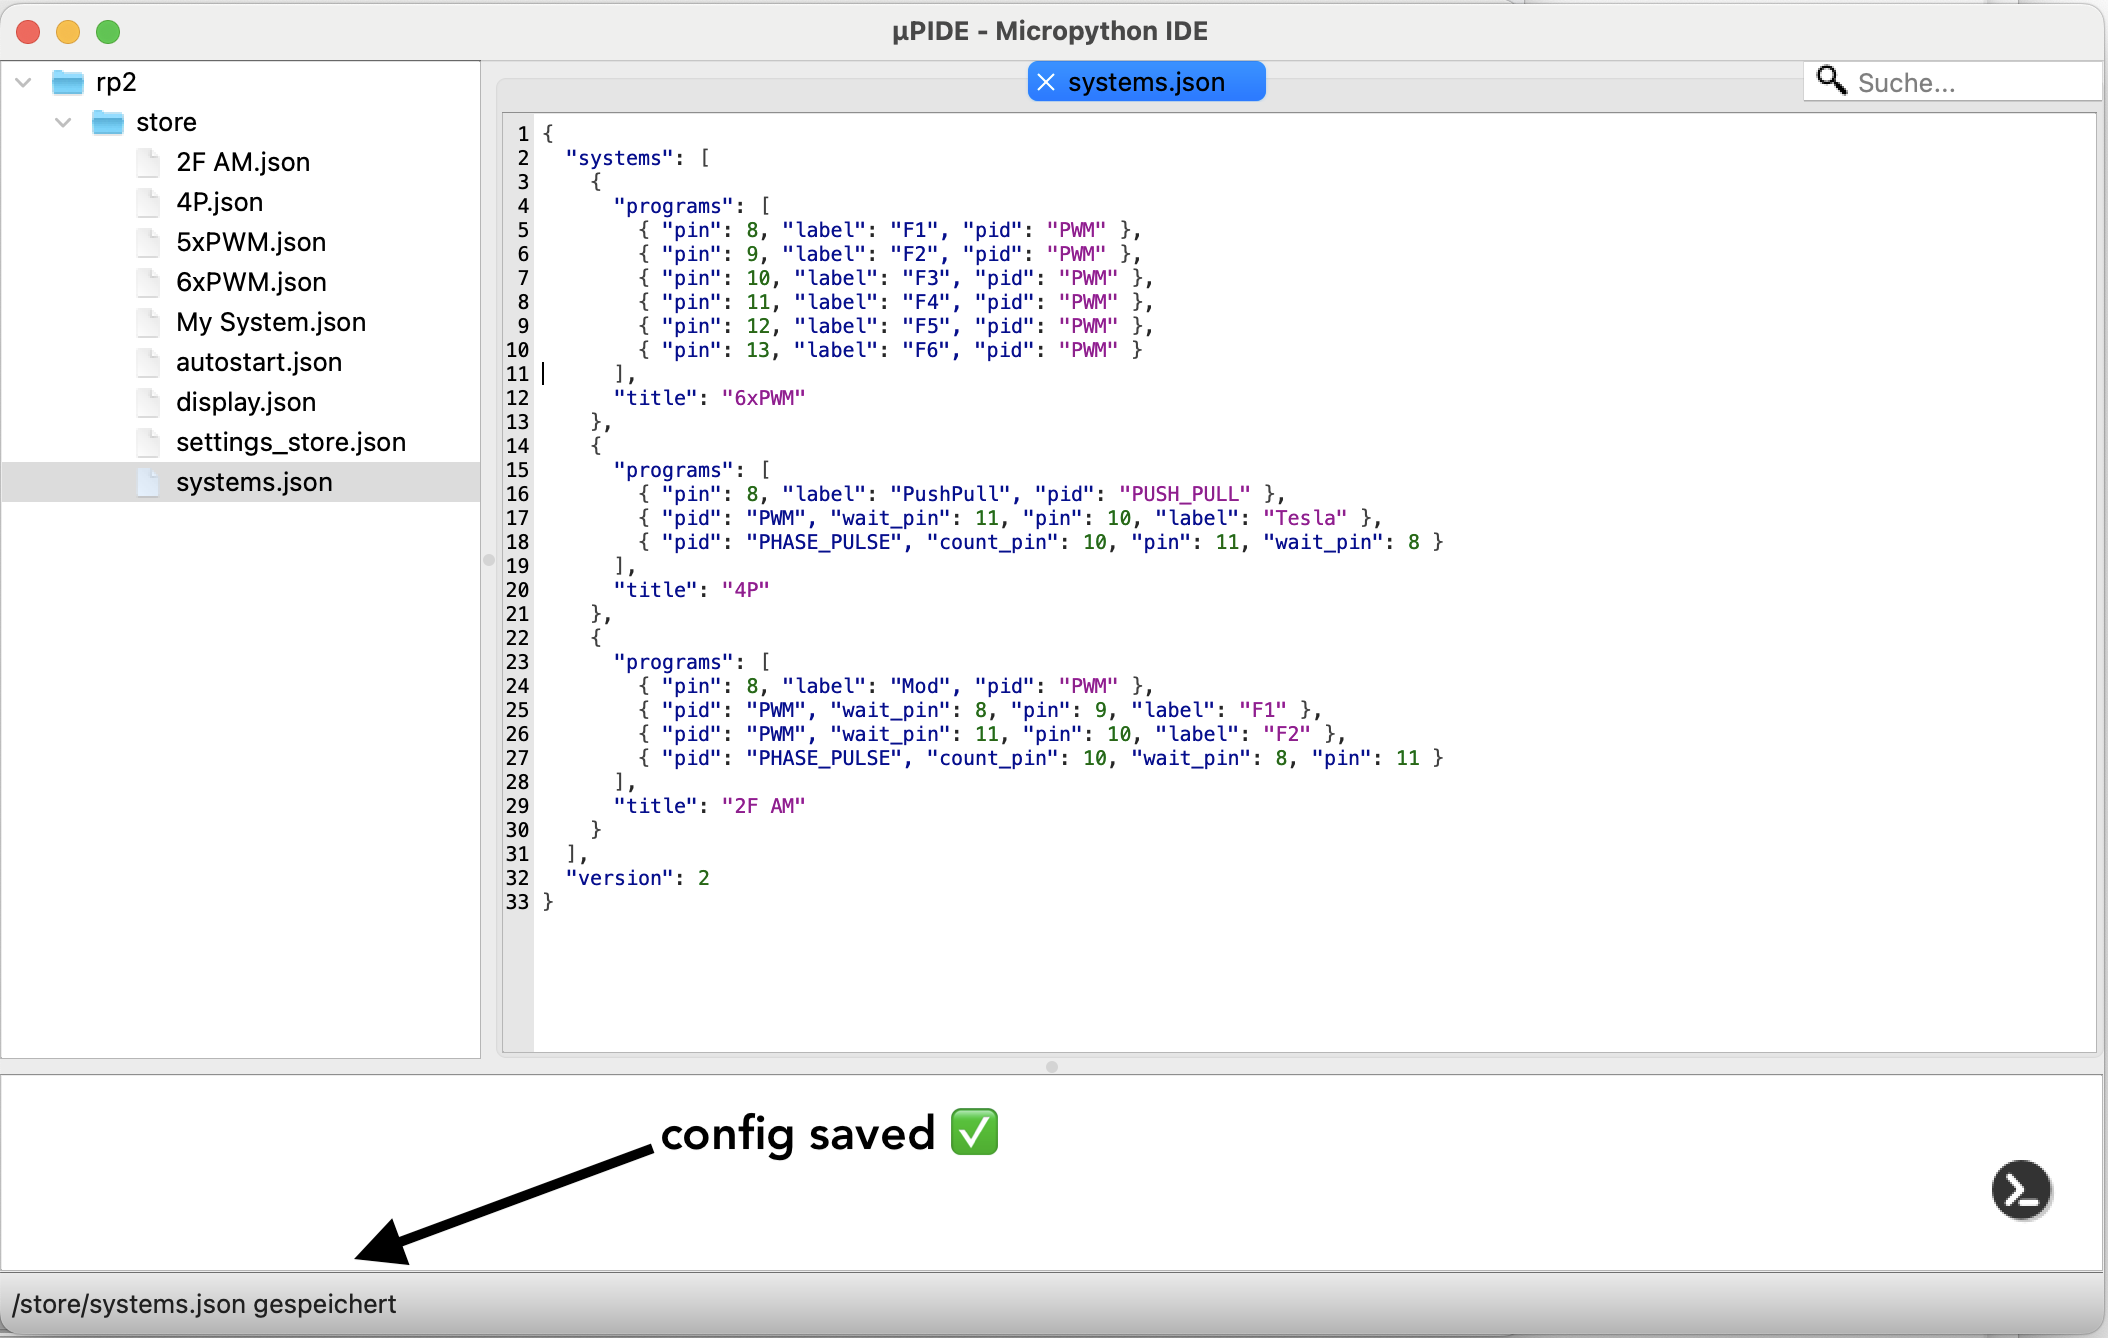 µPIDE - Micropython IDE
rp2
store
2F AM.json
4P.json
5xPWM.json
6xPWM.json
My System.json
autostart.json
display.json
settings_store.json
systems.json
systems.json
Suche...
1 {
2   "systems": [
3     {
4       "programs": [
5         { "pin": 8, "label": "F1", "pid": "PWM" },
6         { "pin": 9, "label": "F2", "pid": "PWM" },
7         { "pin": 10, "label": "F3", "pid": "PWM" },
8         { "pin": 11, "label": "F4", "pid": "PWM" },
9         { "pin": 12, "label": "F5", "pid": "PWM" },
10         { "pin": 13, "label": "F6", "pid": "PWM" }
11       ],
12       "title": "6xPWM"
13     },
14     {
15       "programs": [
16         { "pin": 8, "label": "PushPull", "pid": "PUSH_PULL" },
17         { "pid": "PWM", "wait_pin": 11, "pin": 10, "label": "Tesla" },
18         { "pid": "PHASE_PULSE", "count_pin": 10, "pin": 11, "wait_pin": 8 }
19       ],
20       "title": "4P"
21     },
22     {
23       "programs": [
24         { "pin": 8, "label": "Mod", "pid": "PWM" },
25         { "pid": "PWM", "wait_pin": 8, "pin": 9, "label": "F1" },
26         { "pid": "PWM", "wait_pin": 11, "pin": 10, "label": "F2" },
27         { "pid": "PHASE_PULSE", "count_pin": 10, "wait_pin": 8, "pin": 11 }
28       ],
29       "title": "2F AM"
30     }
31   ],
32   "version": 2
33 }
config saved ✅
/store/systems.json gespeichert